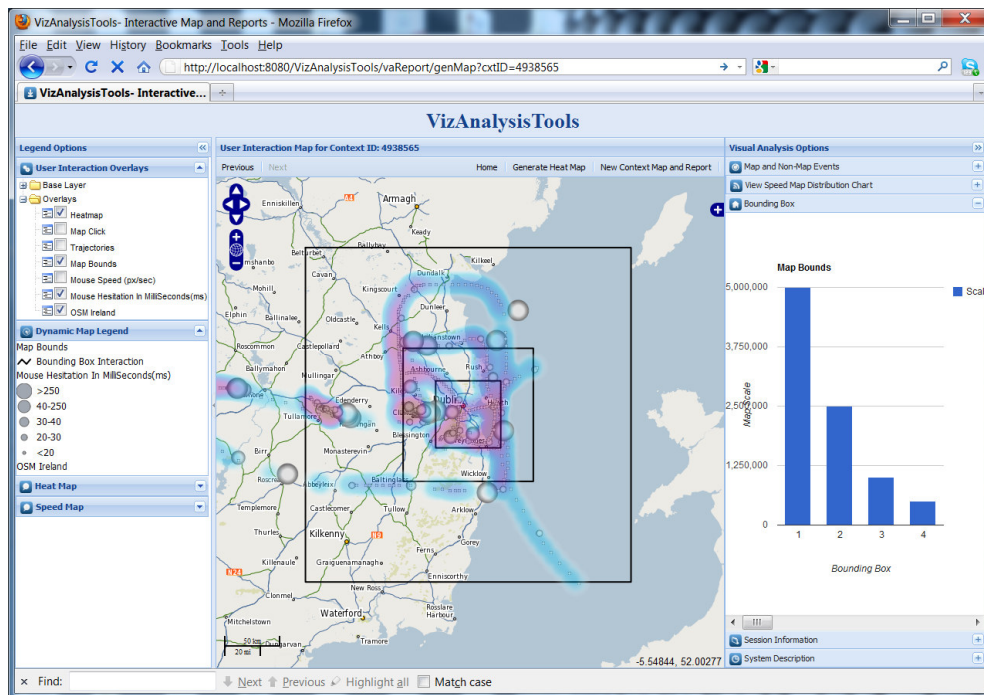 VizAnalysisTools- Interactive Map and Reports - Mozilla Firefox
File Edit View History Bookmarks Tools Help
http://localhost:8080/VizAnalysisTools/vaReport/genMap?cxtID=4938565
VizAnalysisTools- Interactive...
VizAnalysisTools
Legend Options
User Interaction Overlays
Base Layer
Overlays
Heatmap
Map Click
Trajectories
Map Bounds
Mouse Speed (px/sec)
Mouse Hesitation In MilliSeconds(ms)
OSM Ireland
Dynamic Map Legend
Map Bounds
Bounding Box Interaction
Mouse Hesitation In MilliSeconds(ms)
>250
40-250
30-40
20-30
<20
OSM Ireland
Heat Map
Speed Map
User Interaction Map for Context ID: 4938565
Previous Next Home Generate Heat Map New Context Map and Report
Enniskillen
A4
Armagh
Keady
Ballybay
Belturbet
Kilkeel
Cavan
Dundalk
Mohill
Kingscourt
Dunleer
Elphin
Ballinalee
Oldcastle
Kells
Roscommon
Castlepollard
Athboy
Ashbourne
Rush
Ballymahon
Mullingar
Edenderry
Tullamore
Blessington
Birr
Monasterevin
Wicklow
Abbeyleix
Baltinglass
Templemore
Castlecomer
Tullow
Arklow
Thurles
Kilkenny
N9
Gorey
Ferns
Killenaule
Graiguenamanagh
N24
Enniscorthy
Clonmel
New Ross
Waterford
Rosslare
Harbour
Mitchelstown
Tramore
50 km
20 mi
-5.54844, 52.00277
Visual Analysis Options
Map and Non-Map Events
View Speed Map Distribution Chart
Bounding Box
Map Bounds
5,000,000
Scal
3,750,000
Map Scale
1,250,000
0
1 2 3 4
Bounding Box
Session Information
System Description
Find: Next Previous Highlight all Match case